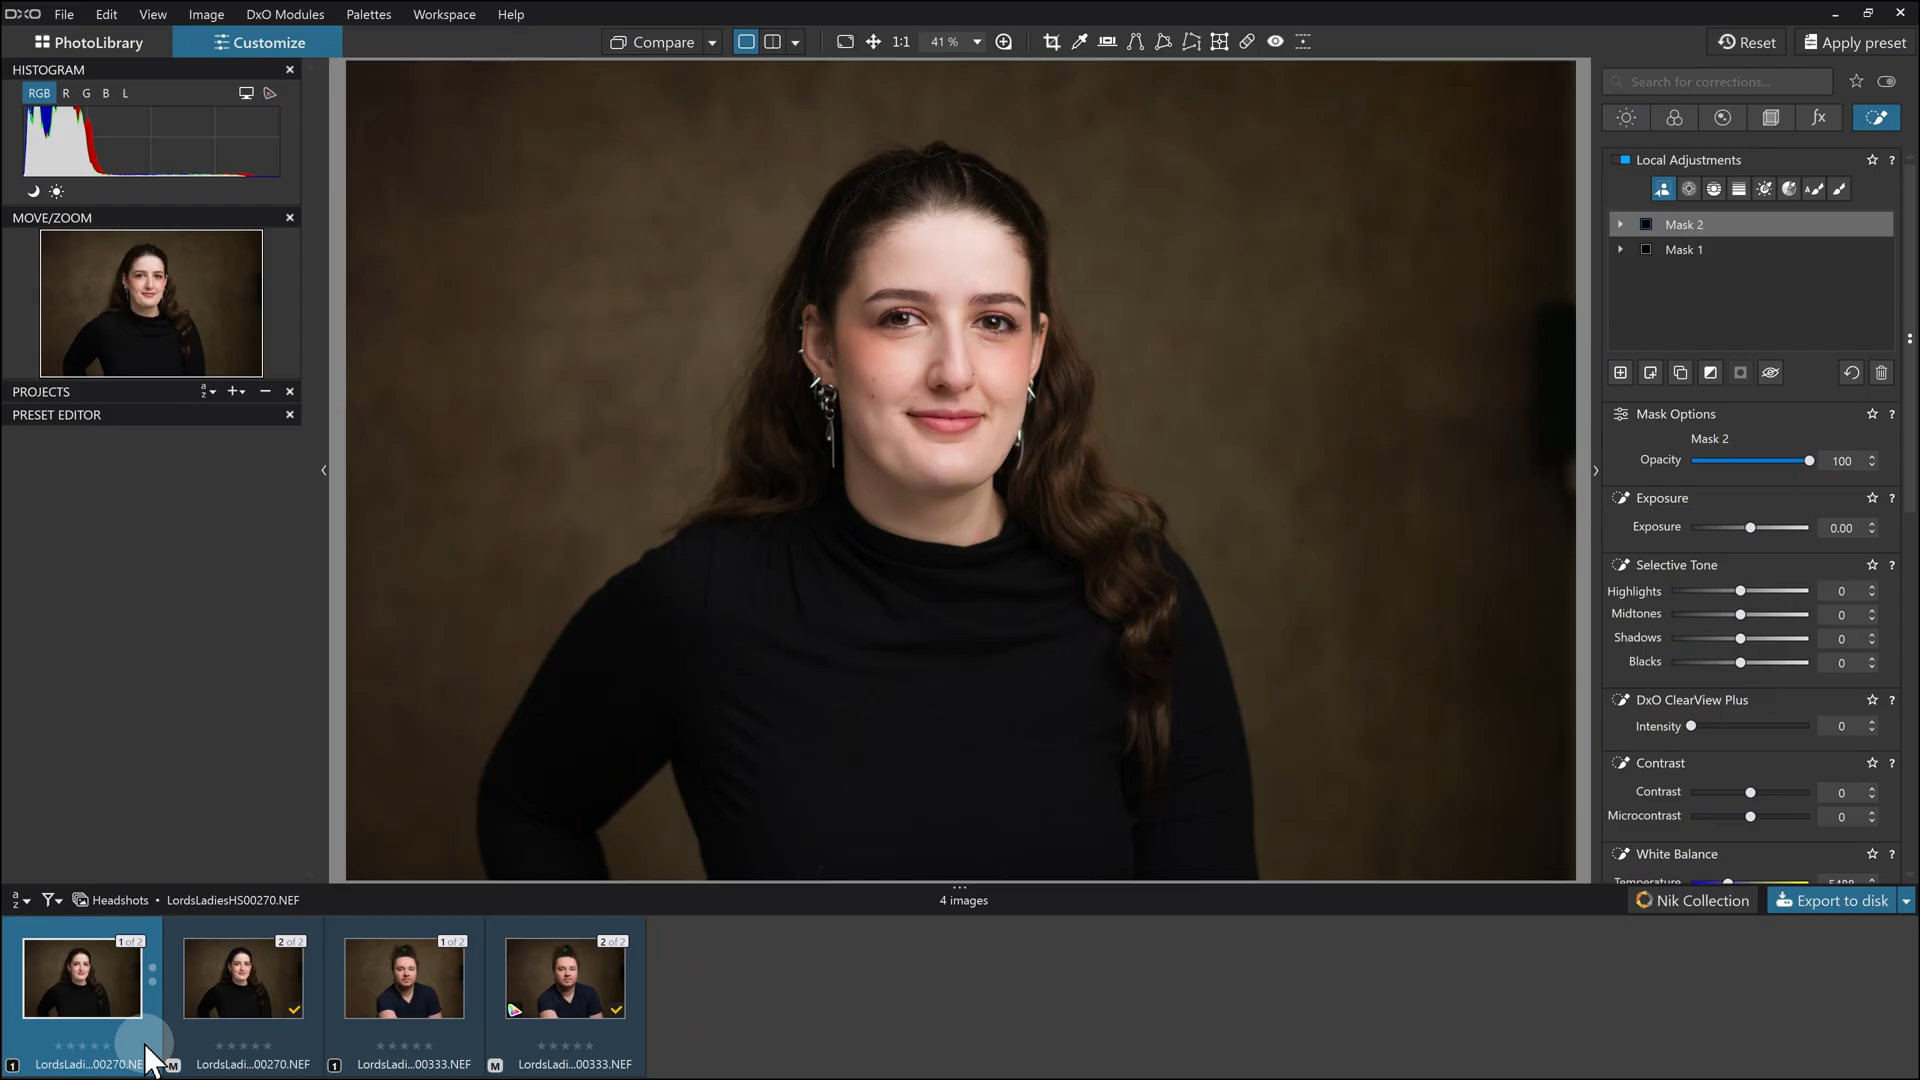 DXO File Edit View Image DxO Modules Palettes Workspace Help
PhotoLibrary Customize Compare 1:1 41 % Reset Apply preset
HISTOGRAM
RGB R G B L
MOVE/ZOOM
PROJECTS
PRESET EDITOR
Search for corrections...
fx
Local Adjustments
Mask 2
Mask 1
Mask Options
Mask 2
Opacity 100
Exposure
Exposure 0.00
Selective Tone
Highlights 0
Midtones 0
Shadows 0
Blacks 0
DxO ClearView Plus
Intensity 0
Contrast
Contrast 0
Microcontrast 0
White Balance
Temperature 5488
Headshots • LordsLadiesHS00270.NEF
4 images
Nik Collection
Export to disk
1 of 2
2 of 2
1 of 2
2 of 2
1 LordsLadi...00270.NEF
M LordsLadi...00270.NEF
1 LordsLadi...00333.NEF
M LordsLadi...00333.NEF